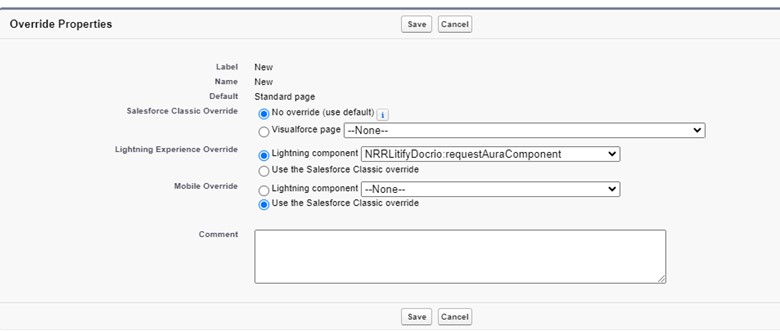 Override Properties
Save Cancel
Label New
Name New
Default Standard page
Salesforce Classic Override No override (use default) i
Visualforce page --None--
Lightning Experience Override Lightning component NRRLitifyDocrio:requestAuraComponent
Use the Salesforce Classic override
Mobile Override Lightning component --None--
Use the Salesforce Classic override
Comment
Save Cancel